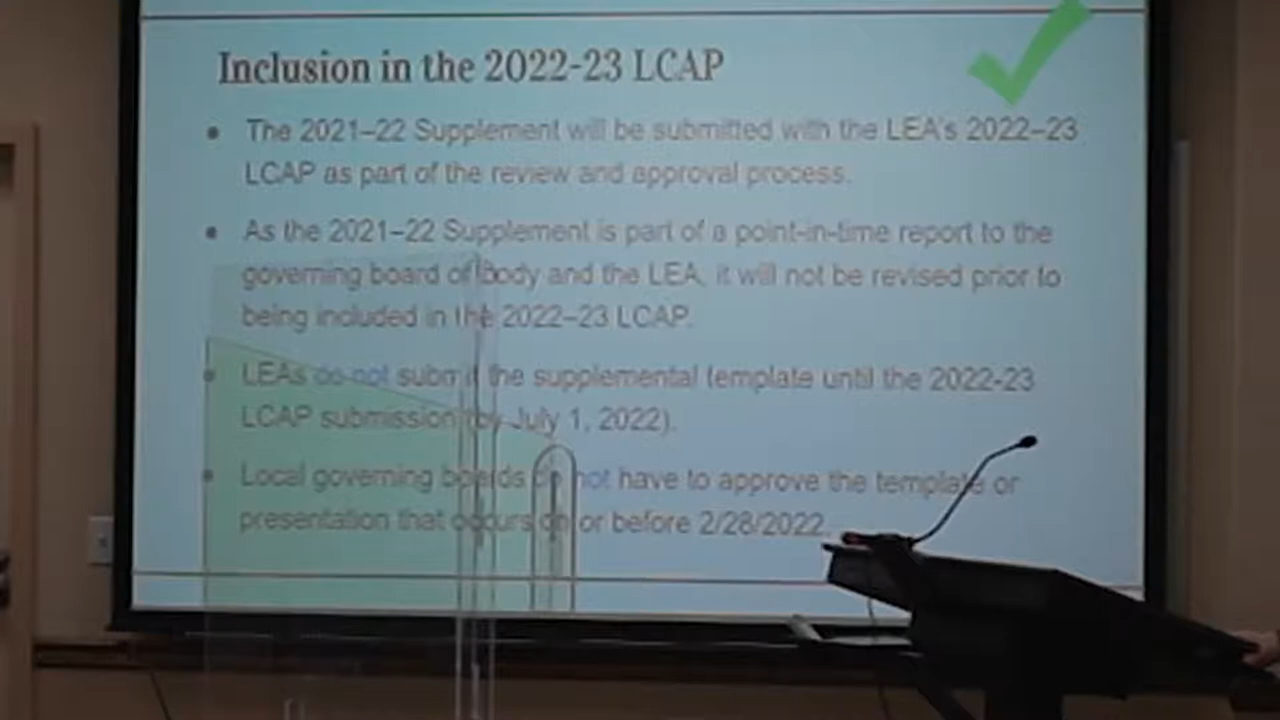 Inclusion in the 2022-23 LCAP
• The 2021–22 Supplement will be submitted with the LEA's 2022–23
LCAP as part of the review and approval process.
• As the 2021–22 Supplement is part of a point-in-time report to the
governing board of body and the LEA, it will not be revised prior to
being included in the 2022–23 LCAP.
• LEAs do not submit the supplemental template until the 2022-23
LCAP submission (by July 1, 2022).
• Local governing boards do not have to approve the template or
presentation that occurs on or before 2/28/2022.